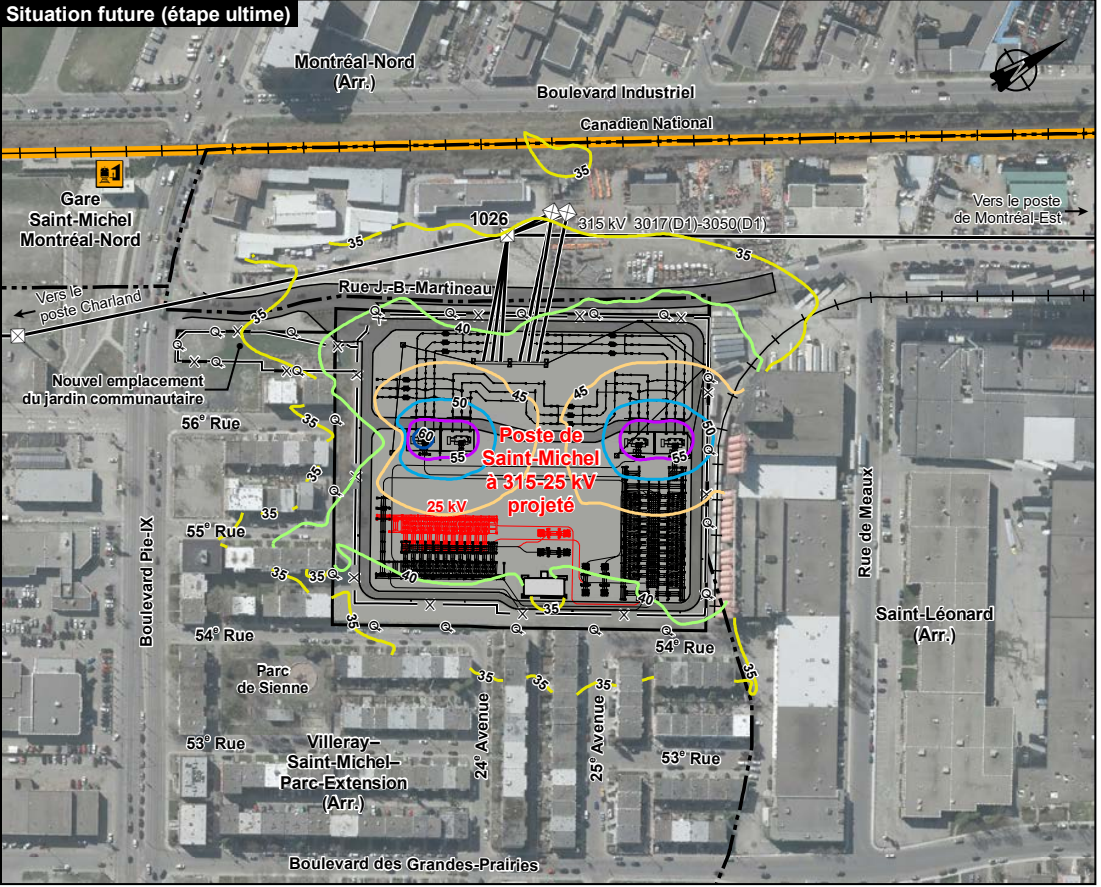 Situation future (étape ultime)
Montréal-Nord
(Arr.)
Boulevard Industriel
Canadien National
35
Gare
Saint-Michel
Montréal-Nord
1026
315 kV 3017(D1)-3050(D1)
Vers le poste
de Montréal-Est
35
35
Vers le
poste Charland
Rue J.-B.-Martineau
35
40
Nouvel emplacement
du jardin communautaire
45
45
50
50
56e Rue
35
60
55
55
Poste de
Saint-Michel
à 315-25 kV
projeté
35
25 kV
35
55e Rue
Boulevard Pie-IX
Rue de Meaux
35
35
40
40
35
35
54e Rue
54e Rue
Saint-Léonard
(Arr.)
Parc
de Sienne
35
35
35
35
24e Avenue
25e Avenue
53e Rue
53e Rue
Villeray–
Saint-Michel–
Parc-Extension
(Arr.)
Boulevard des Grandes-Prairies